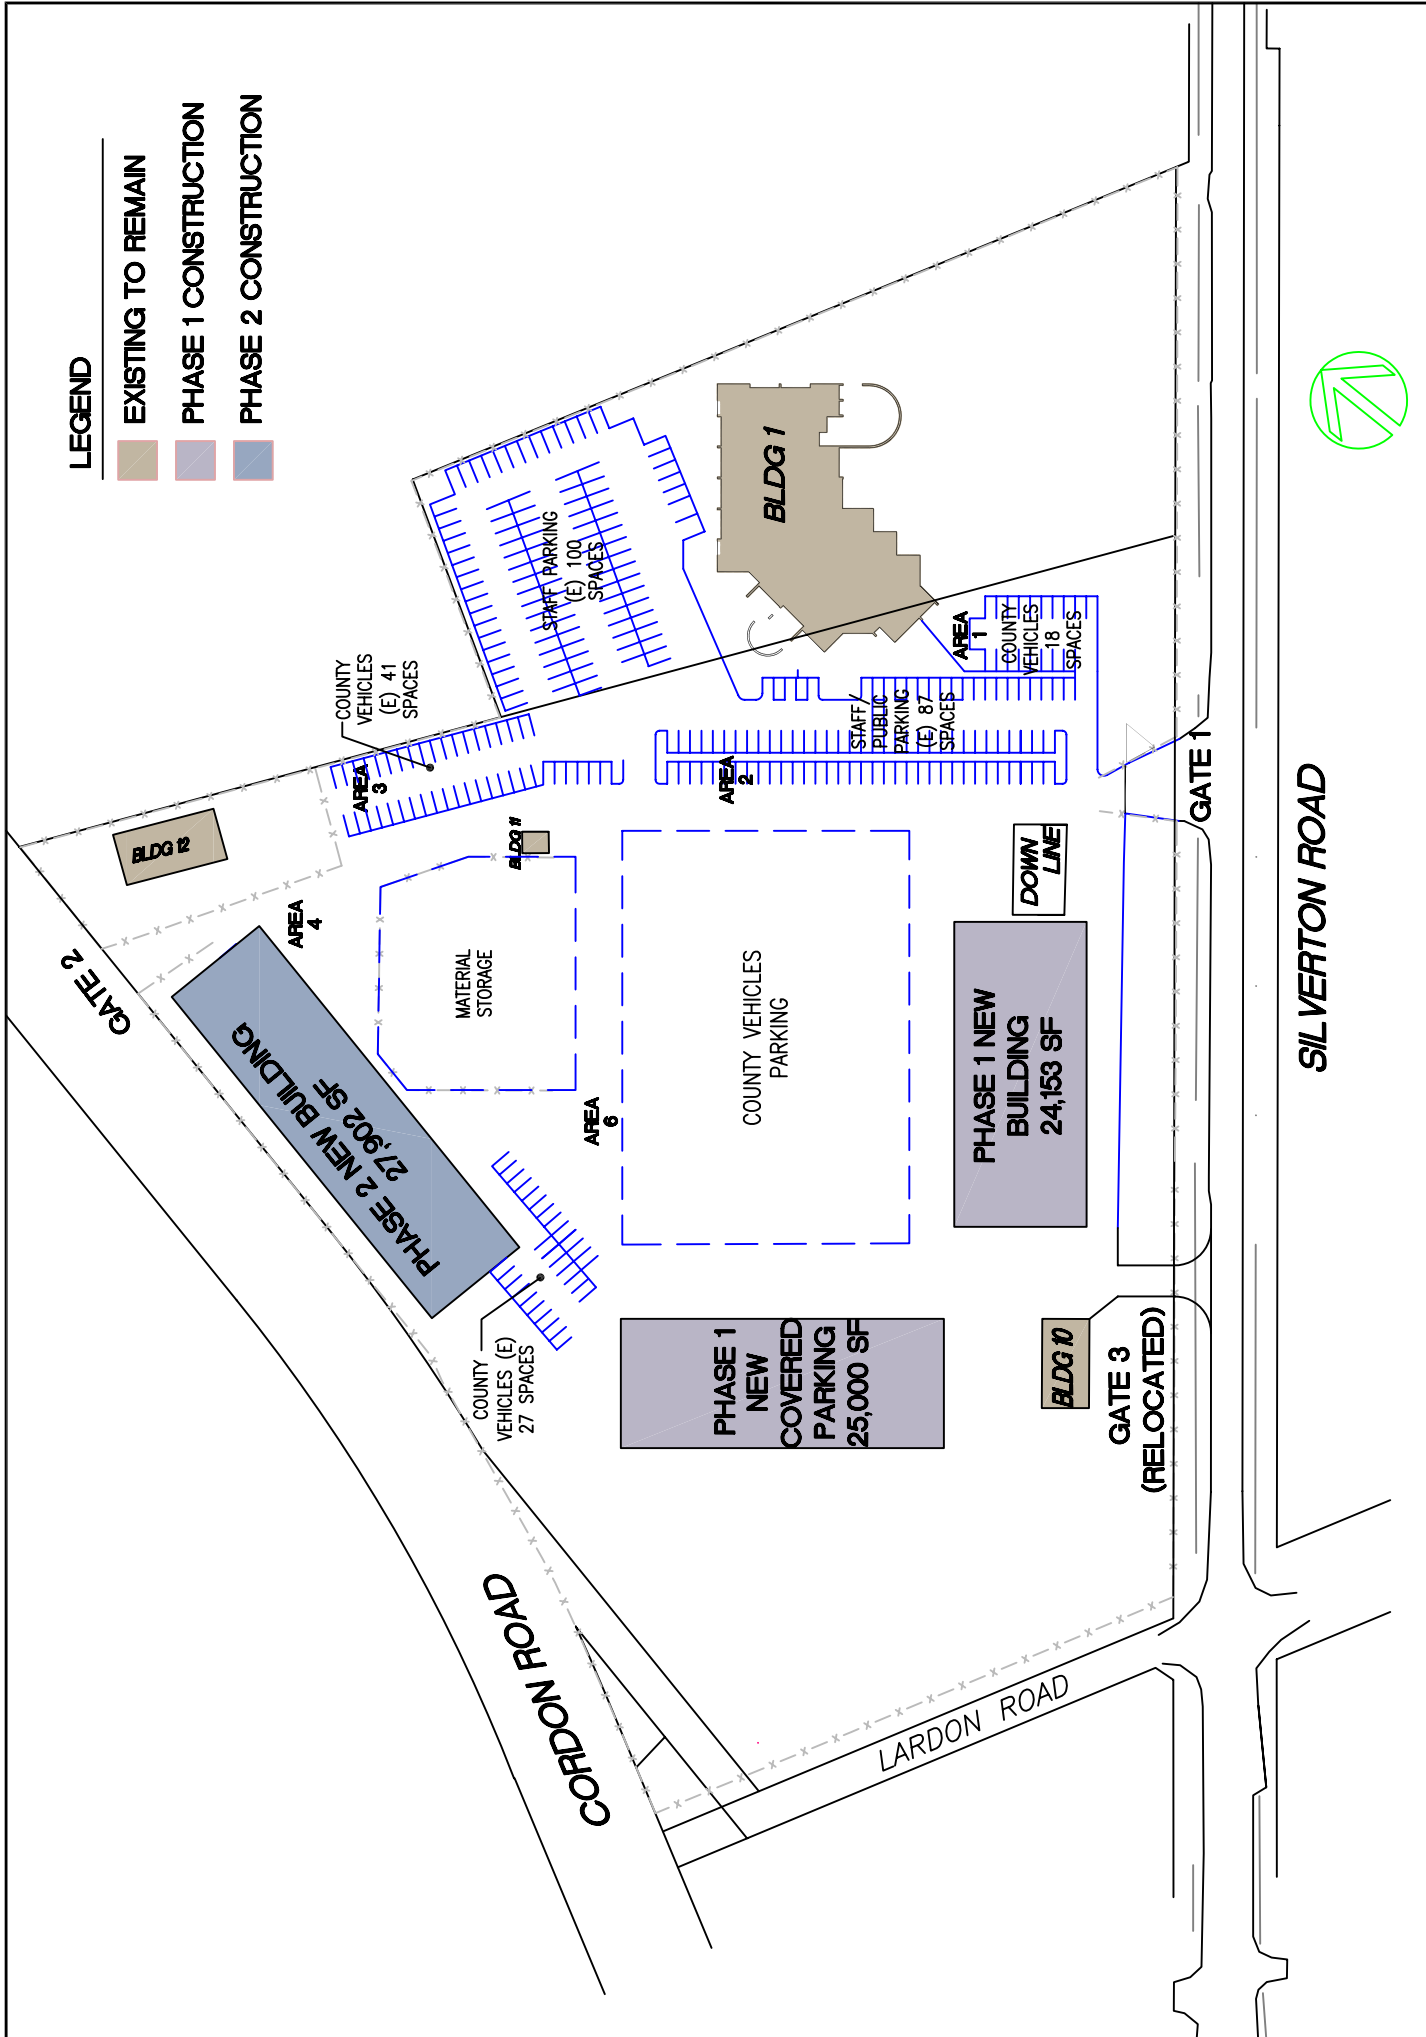 LEGEND
EXISTING TO REMAIN
PHASE 1 CONSTRUCTION
PHASE 2 CONSTRUCTION
GATE 2
BLDG 12
COUNTY
VEHICLES
(E) 41
SPACES
AREA
3
STAFF PARKING
(E) 100
SPACES
BLDG 1
AREA
1
COUNTY
VEHICLES
18
SPACES
STAFF/
PUBLIC
PARKING
(E) 87
SPACES
AREA
2
BLDG 11
AREA
4
MATERIAL
STORAGE
PHASE 2 NEW BUILDING
27,902 SF
AREA
6
COUNTY VEHICLES
PARKING
DOWN
LINE
GATE 1
PHASE 1 NEW
BUILDING
24,153 SF
SILVERTON ROAD
COUNTY
VEHICLES (E)
27 SPACES
PHASE 1
NEW
COVERED
PARKING
25,000 SF
BLDG 10
GATE 3
(RELOCATED)
CORDON ROAD
LARDON ROAD